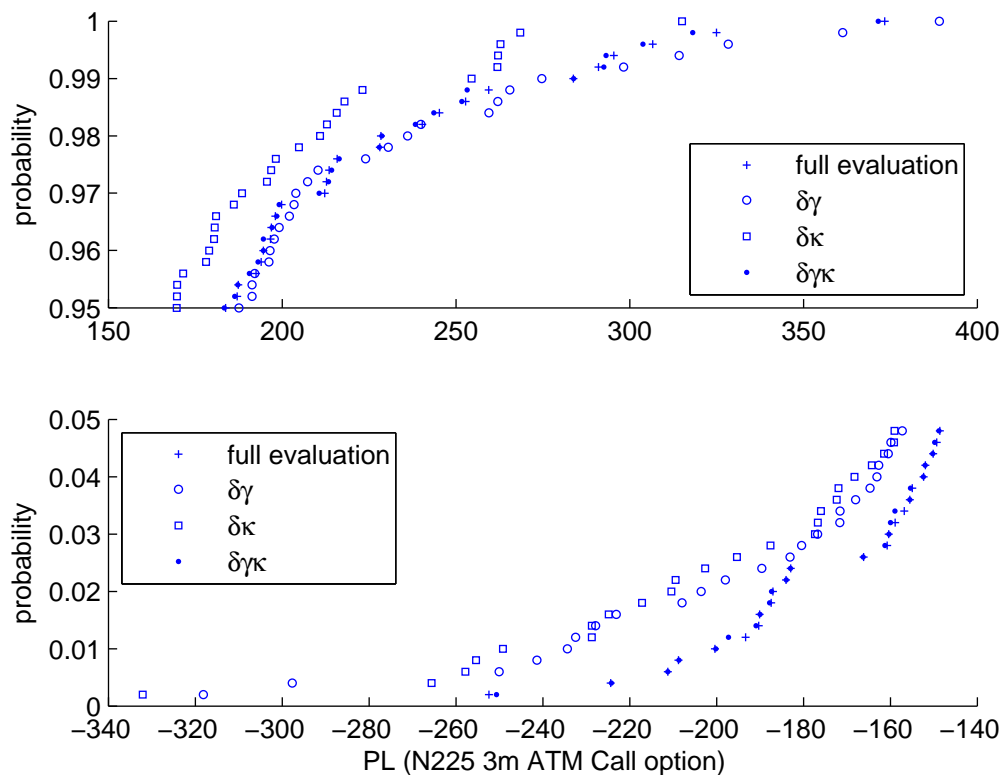 1
0.99
0.98
0.97
0.96
0.95
probability
150
200
250
300
350
400
full evaluation
δγ
δκ
δγκ
0.05
0.04
0.03
0.02
0.01
0
probability
full evaluation
δγ
δκ
δγκ
−340
−320
−300
−280
−260
−240
−220
−200
−180
−160
−140
PL (N225 3m ATM Call option)